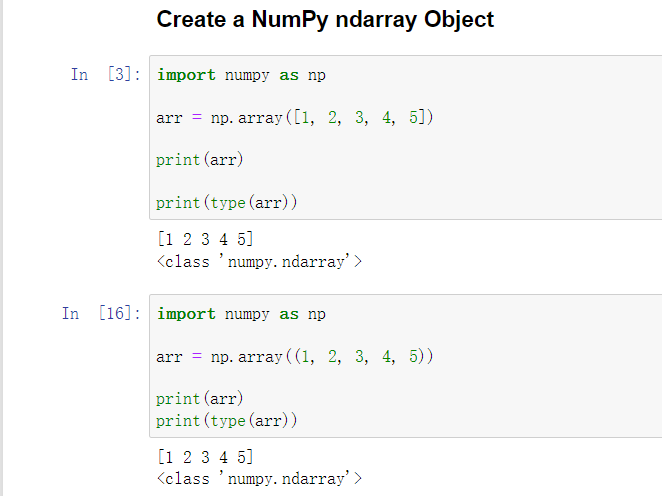 Create a NumPy ndarray Object
In [3]: import numpy as np
arr = np.array([1, 2, 3, 4, 5])
print(arr)
print(type(arr))
[1 2 3 4 5]
<class 'numpy.ndarray'>
In [16]: import numpy as np
arr = np.array((1, 2, 3, 4, 5))
print(arr)
print(type(arr))
[1 2 3 4 5]
<class 'numpy.ndarray'>